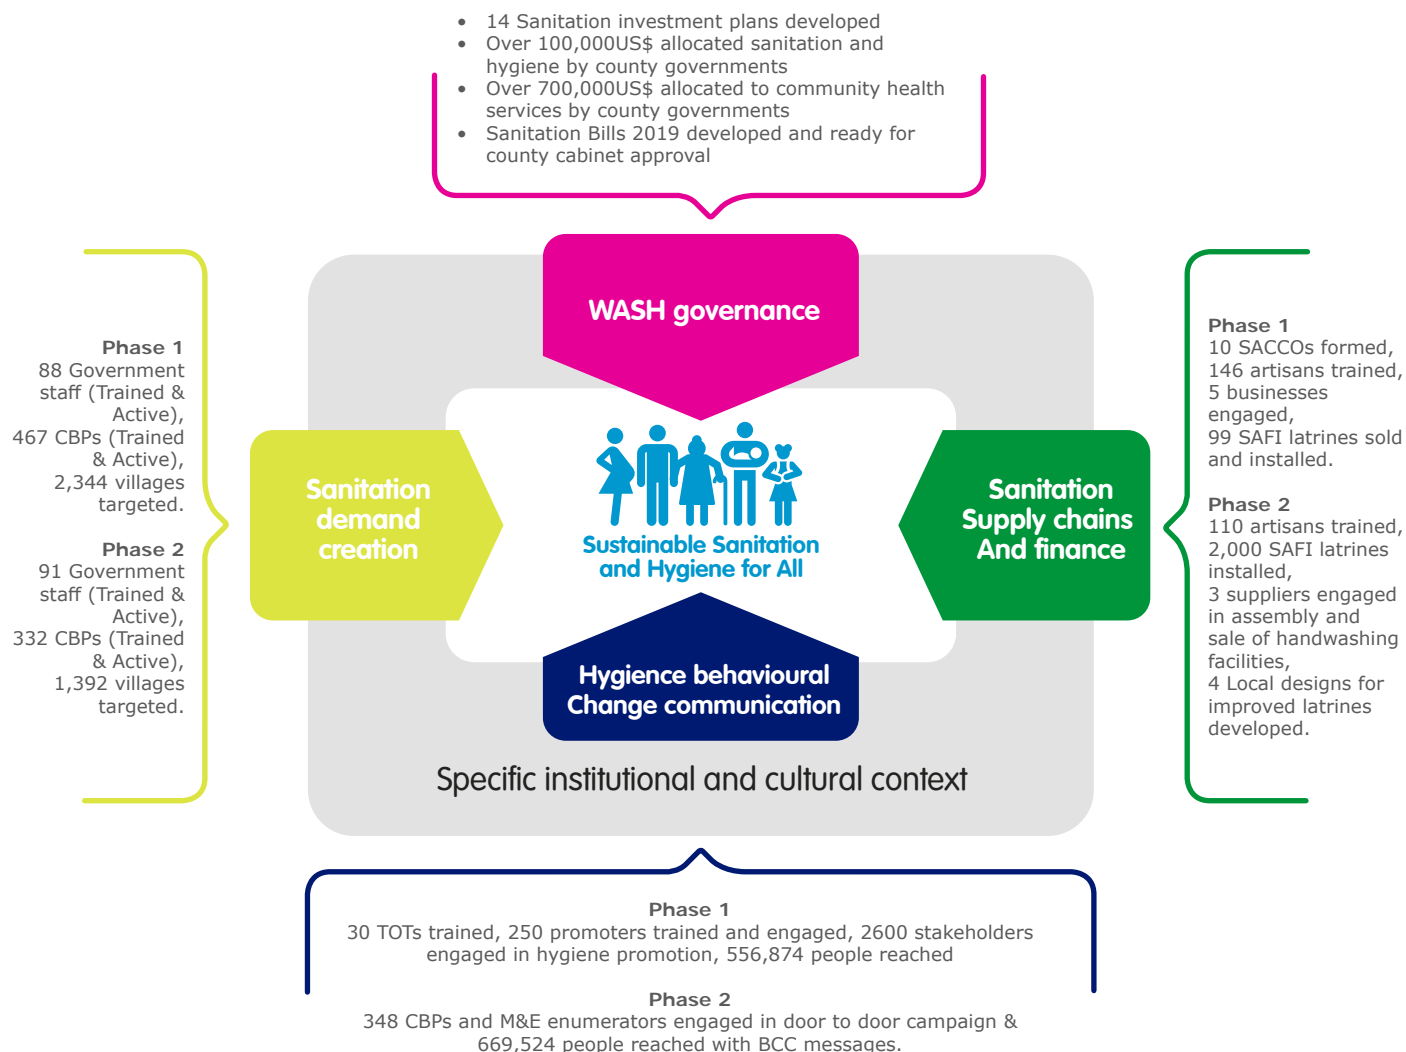 • 14 Sanitation investment plans developed
• Over 100,000US$ allocated sanitation and
hygiene by county governments
• Over 700,000US$ allocated to community health
services by county governments
• Sanitation Bills 2019 developed and ready for
county cabinet approval
WASH governance
Phase 1
88 Government
staff (Trained &
Active),
467 CBPs (Trained
& Active),
2,344 villages
targeted.
Phase 2
91 Government
staff (Trained &
Active),
332 CBPs (Trained
& Active),
1,392 villages
targeted.
Sanitation
demand
creation
Sustainable Sanitation
and Hygiene for All
Sanitation
Supply chains
And finance
Phase 1
10 SACCOs formed,
146 artisans trained,
5 businesses
engaged,
99 SAFI latrines sold
and installed.
Phase 2
110 artisans trained,
2,000 SAFI latrines
installed,
3 suppliers engaged
in assembly and
sale of handwashing
facilities,
4 Local designs for
improved latrines
developed.
Hygience behavioural
Change communication
Specific institutional and cultural context
Phase 1
30 TOTs trained, 250 promoters trained and engaged, 2600 stakeholders
engaged in hygiene promotion, 556,874 people reached
Phase 2
348 CBPs and M&E enumerators engaged in door to door campaign &
669,524 people reached with BCC messages.